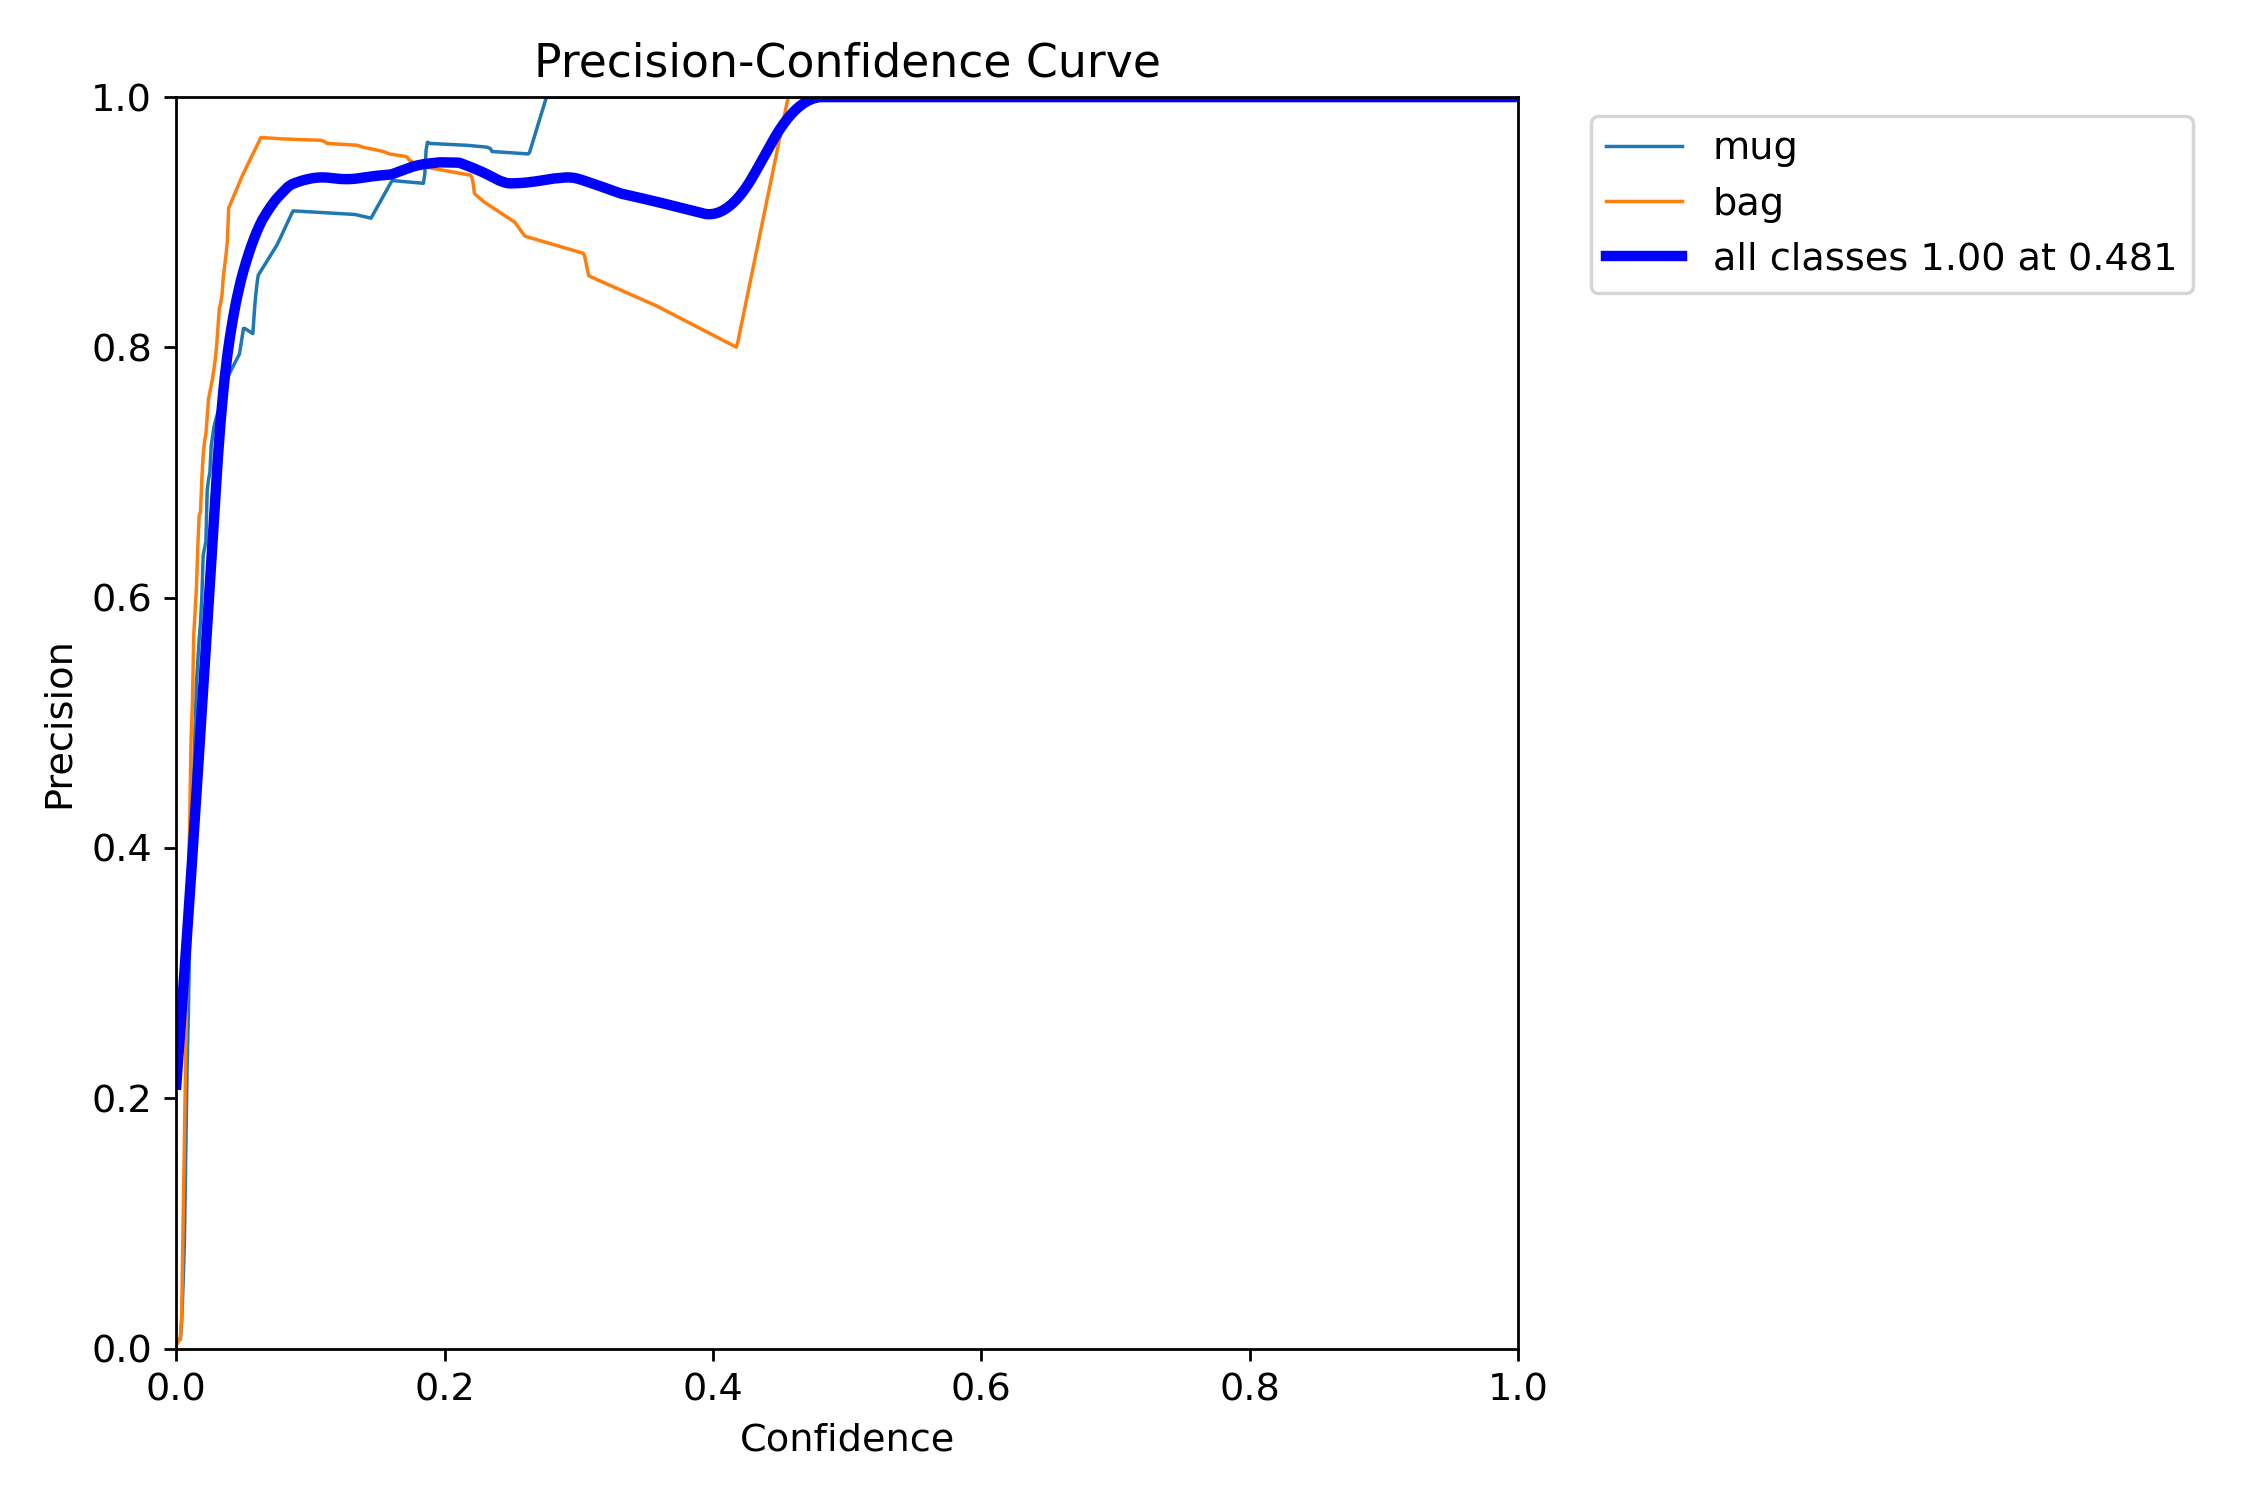 Precision-Confidence Curve
1.0
0.8
0.6
0.4
0.2
0.0
Precision
0.0 0.2 0.4 0.6 0.8 1.0
Confidence
mug
bag
all classes 1.00 at 0.481